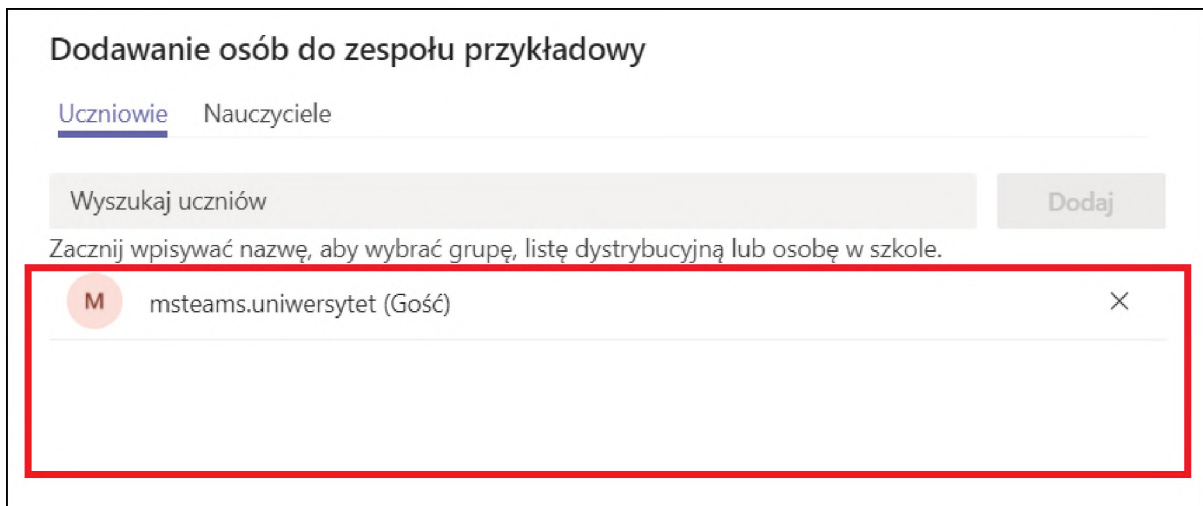 Dodawanie osób do zespołu przykładowy
Uczniowie Nauczyciele
Wyszukaj uczniów Dodaj
Zacznij wpisywać nazwę, aby wybrać grupę, listę dystrybucyjną lub osobę w szkole.
M msteams.uniwersytet (Gość)